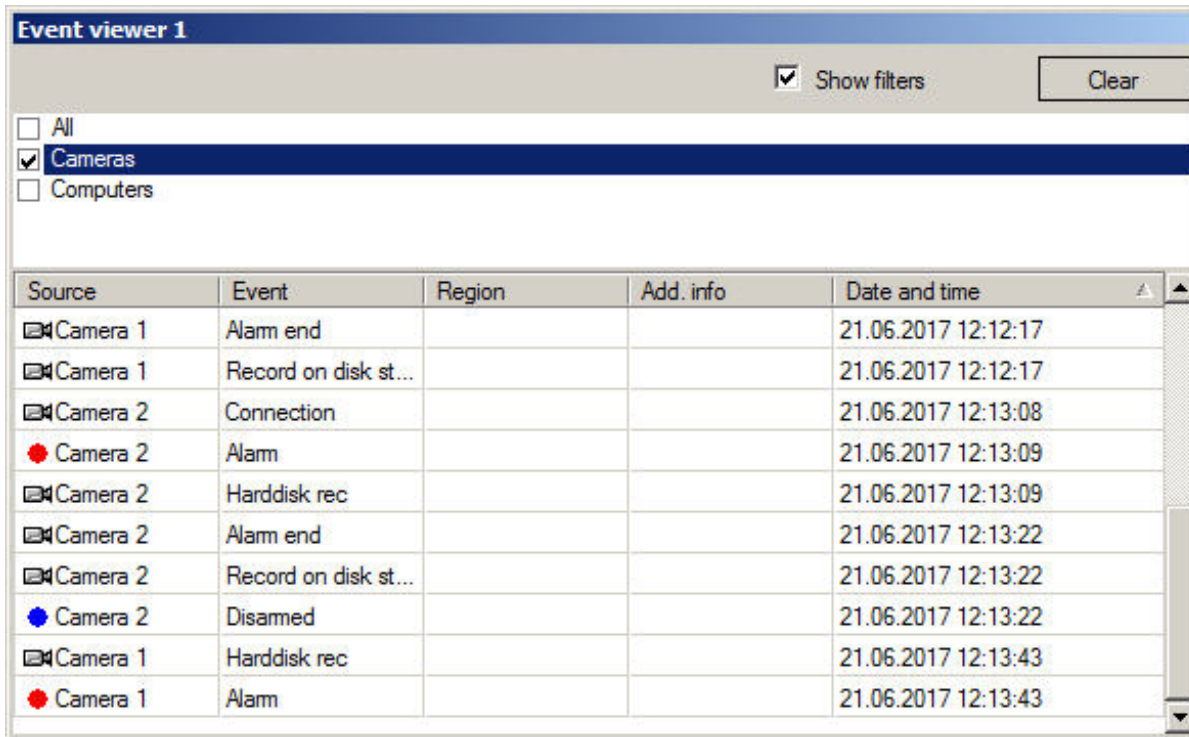 Event viewer 1
Show filters Clear
All
Cameras
Computers
Source Event Region Add. info Date and time
Camera 1 Alarm end 21.06.2017 12:12:17
Camera 1 Record on disk st... 21.06.2017 12:12:17
Camera 2 Connection 21.06.2017 12:13:08
Camera 2 Alarm 21.06.2017 12:13:09
Camera 2 Harddisk rec 21.06.2017 12:13:09
Camera 2 Alarm end 21.06.2017 12:13:22
Camera 2 Record on disk st... 21.06.2017 12:13:22
Camera 2 Disarmed 21.06.2017 12:13:22
Camera 1 Harddisk rec 21.06.2017 12:13:43
Camera 1 Alarm 21.06.2017 12:13:43